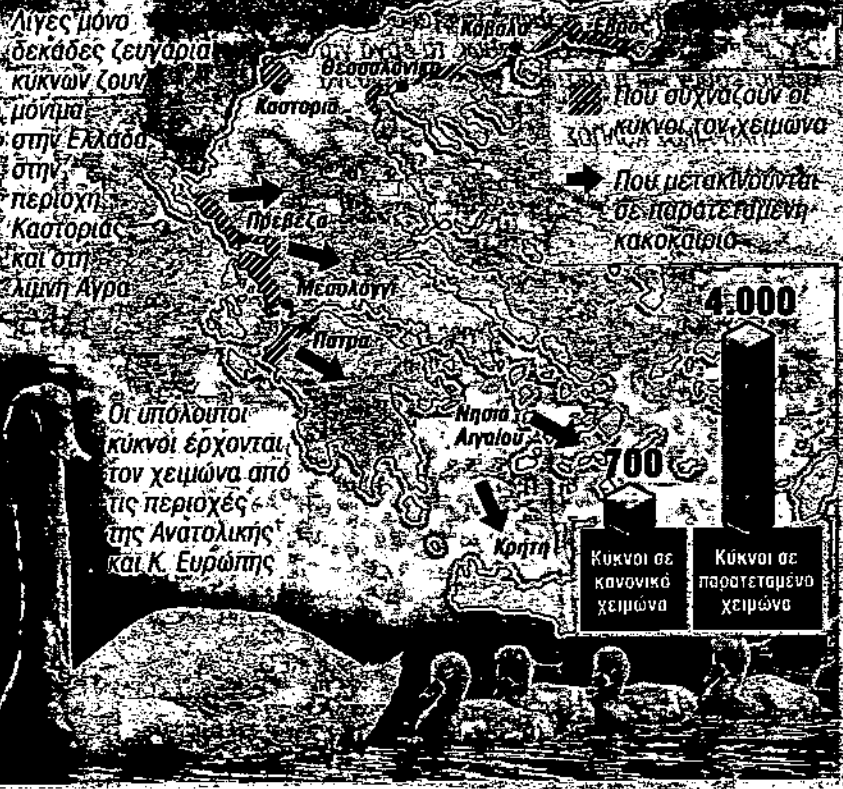 Λίγες μόνο
δεκάδες ζευγάρια
κύκνων ζουν
μόνιμα
στην Ελλάδα
στην
περιοχή
Καστοριάς
και στη
λίμνη Άγρα
Καβάλα
Έβρος
Θεσσαλονίκη
Καστοριά
Που συχνάζουν οι
κύκνοι τον χειμώνα
Που μετακινούνται
σε παρατεταμένη
κακοκαιρία
Πρέβεζα
Μεσολόγγι
Πάτρα
Νησιά
Αιγαίου
Κρήτη
Οι υπόλοιποι
κύκνοι έρχονται
τον χειμώνα από
τις περιοχές
της Ανατολικής
και Κ. Ευρώπης
4.000
700
Κύκνοι σε
κανονικό
χειμώνα
Κύκνοι σε
παρατεταμένο
χειμώνα